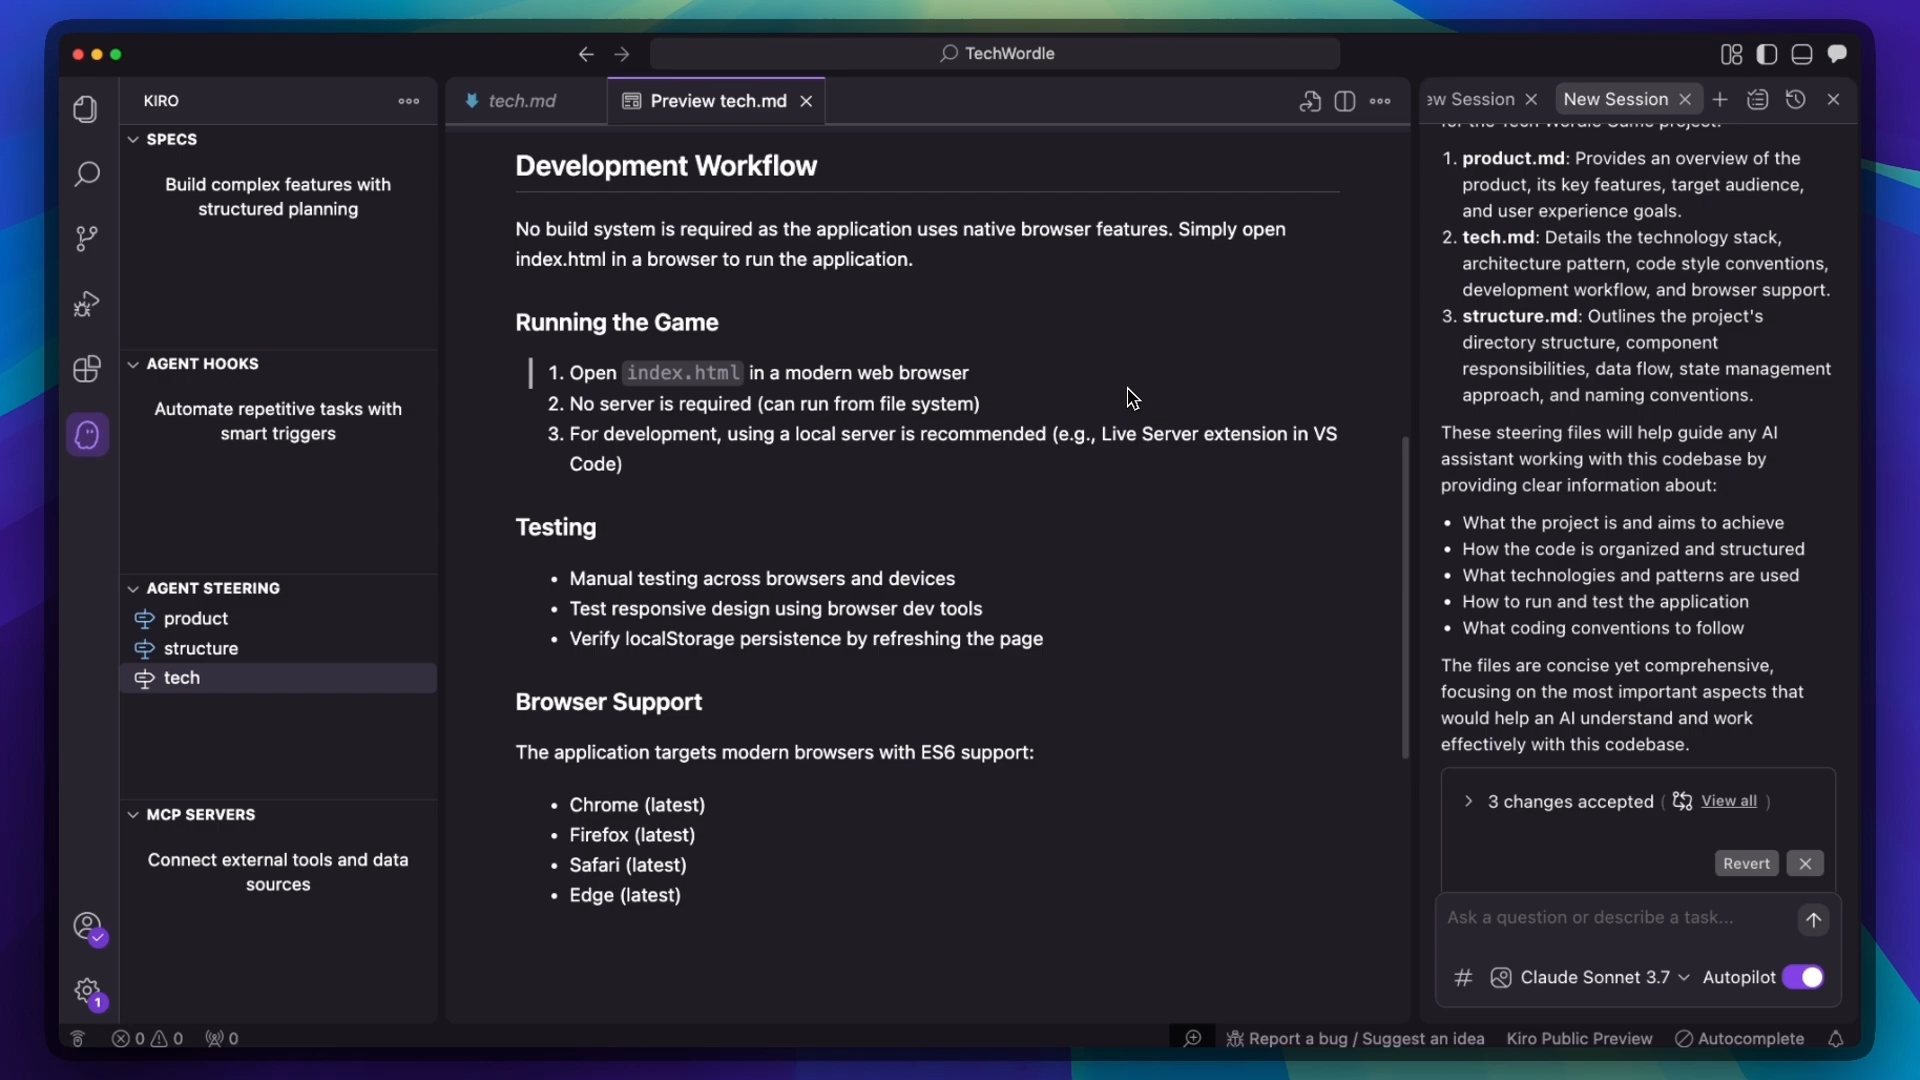 TechWordle
KIRO
SPECS
Build complex features with
structured planning
AGENT HOOKS
Automate repetitive tasks with
smart triggers
AGENT STEERING
product
structure
tech
MCP SERVERS
Connect external tools and data
sources
1
tech.md
Preview tech.md
Development Workflow
No build system is required as the application uses native browser features. Simply open
index.html in a browser to run the application.
Running the Game
1. Open index.html in a modern web browser
2. No server is required (can run from file system)
3. For development, using a local server is recommended (e.g., Live Server extension in VS
Code)
Testing
• Manual testing across browsers and devices
• Test responsive design using browser dev tools
• Verify localStorage persistence by refreshing the page
Browser Support
The application targets modern browsers with ES6 support:
• Chrome (latest)
• Firefox (latest)
• Safari (latest)
• Edge (latest)
ew Session
New Session
for the Tech Wordle Game project:
1. product.md: Provides an overview of the
product, its key features, target audience,
and user experience goals.
2. tech.md: Details the technology stack,
architecture pattern, code style conventions,
development workflow, and browser support.
3. structure.md: Outlines the project's
directory structure, component
responsibilities, data flow, state management
approach, and naming conventions.
These steering files will help guide any AI
assistant working with this codebase by
providing clear information about:
• What the project is and aims to achieve
• How the code is organized and structured
• What technologies and patterns are used
• How to run and test the application
• What coding conventions to follow
The files are concise yet comprehensive,
focusing on the most important aspects that
would help an AI understand and work
effectively with this codebase.
3 changes accepted ( View all )
Revert
Ask a question or describe a task...
# Claude Sonnet 3.7 Autopilot
0 0 0
Report a bug / Suggest an idea
Kiro Public Preview
Autocomplete